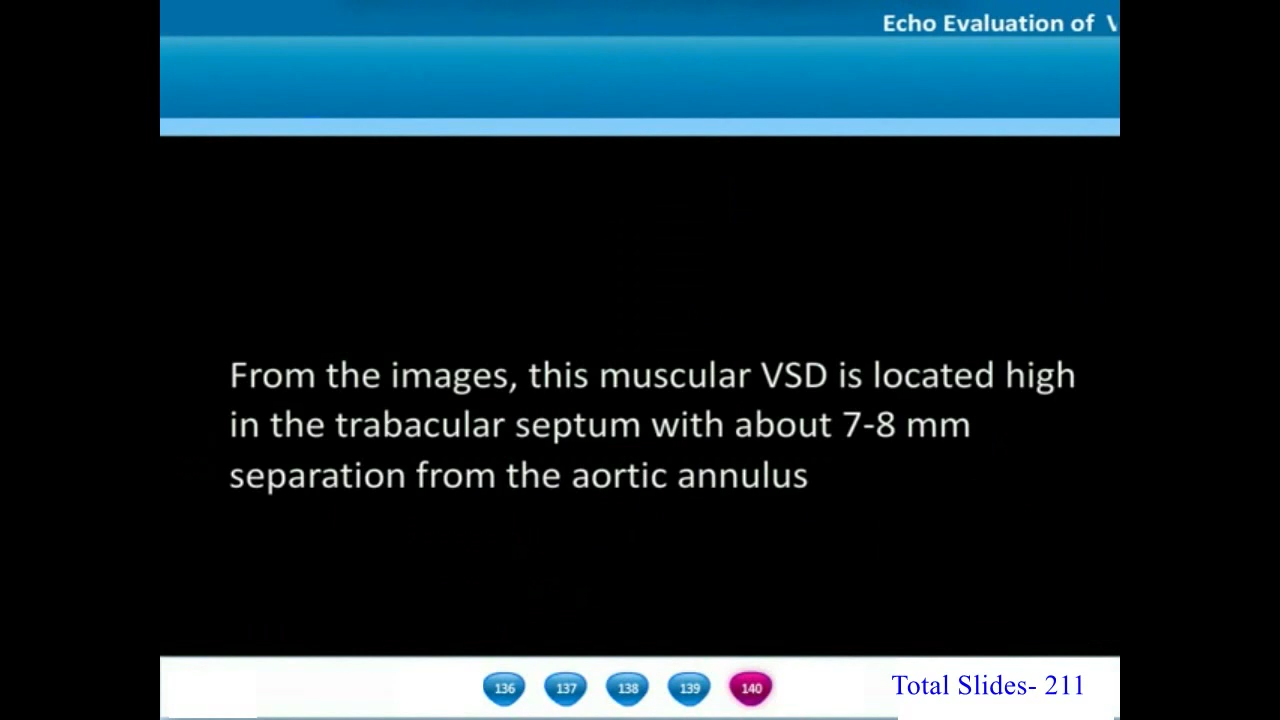 Echo Evaluation of V
From the images, this muscular VSD is located high
in the trabacular septum with about 7-8 mm
separation from the aortic annulus
136 137 138 139 140
Total Slides- 211